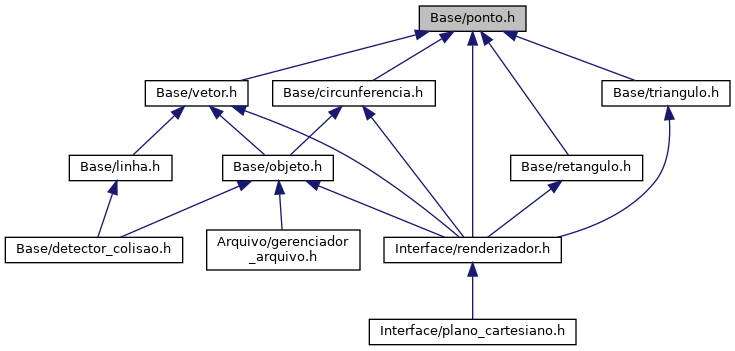 Base/ponto.h
Base/vetor.h
Base/circunferencia.h
Base/triangulo.h
Base/linha.h
Base/objeto.h
Base/retangulo.h
Base/detector_colisao.h
Arquivo/gerenciador
_arquivo.h
Interface/renderizador.h
Interface/plano_cartesiano.h